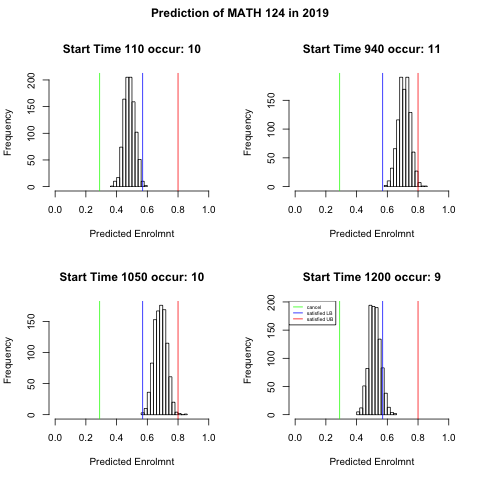 Prediction of MATH 124 in 2019
Start Time 110 occur: 10
Frequency
200
150
100
50
0
0.0 0.2 0.4 0.6 0.8 1.0
Predicted Enrolmnt
Start Time 940 occur: 11
Frequency
150
100
50
0
0.0 0.2 0.4 0.6 0.8 1.0
Predicted Enrolmnt
Start Time 1050 occur: 10
Frequency
150
100
50
0
0.0 0.2 0.4 0.6 0.8 1.0
Predicted Enrolmnt
Start Time 1200 occur: 9
cancel
satisfied LB
satisfied UB
Frequency
200
150
100
50
0
0.0 0.2 0.4 0.6 0.8 1.0
Predicted Enrolmnt